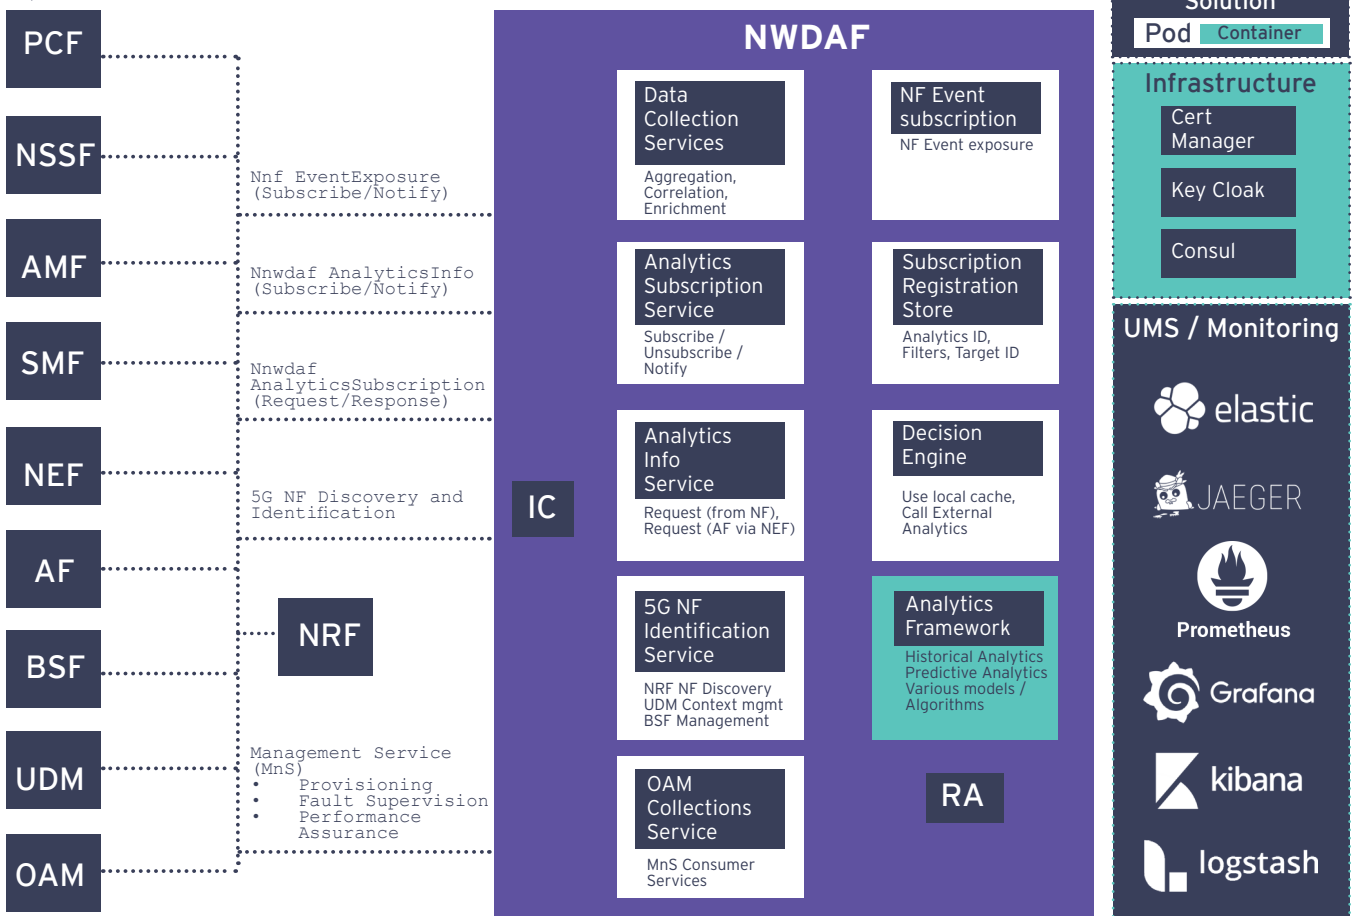 PCF
NSSF
AMF
SMF
NEF
AF
BSF
UDM
OAM
Nnf EventExposure
(Subscribe/Notify)
Nnwdaf AnalyticsInfo
(Subscribe/Notify)
Nnwdaf
AnalyticsSubscription
(Request/Response)
5G NF Discovery and
Identification
NRF
Management Service
(MnS)
• Provisioning
• Fault Supervision
• Performance
Assurance
NWDAF
IC
Data
Collection
Services
Aggregation,
Correlation,
Enrichment
NF Event
subscription
NF Event exposure
Analytics
Subscription
Service
Subscribe /
Unsubscribe /
Notify
Subscription
Registration
Store
Analytics ID,
Filters, Target ID
Analytics
Info
Service
Request (from NF),
Request (AF via NEF)
Decision
Engine
Use local cache,
Call External
Analytics
5G NF
Identification
Service
NRF NF Discovery
UDM Context mgmt
BSF Management
Analytics
Framework
Historical Analytics
Predictive Analytics
Various models /
Algorithms
OAM
Collections
Service
MnS Consumer
Services
RA
Solution
Pod Container
Infrastructure
Cert
Manager
Key Cloak
Consul
UMS / Monitoring
elastic
JAEGER
Prometheus
Grafana
kibana
logstash